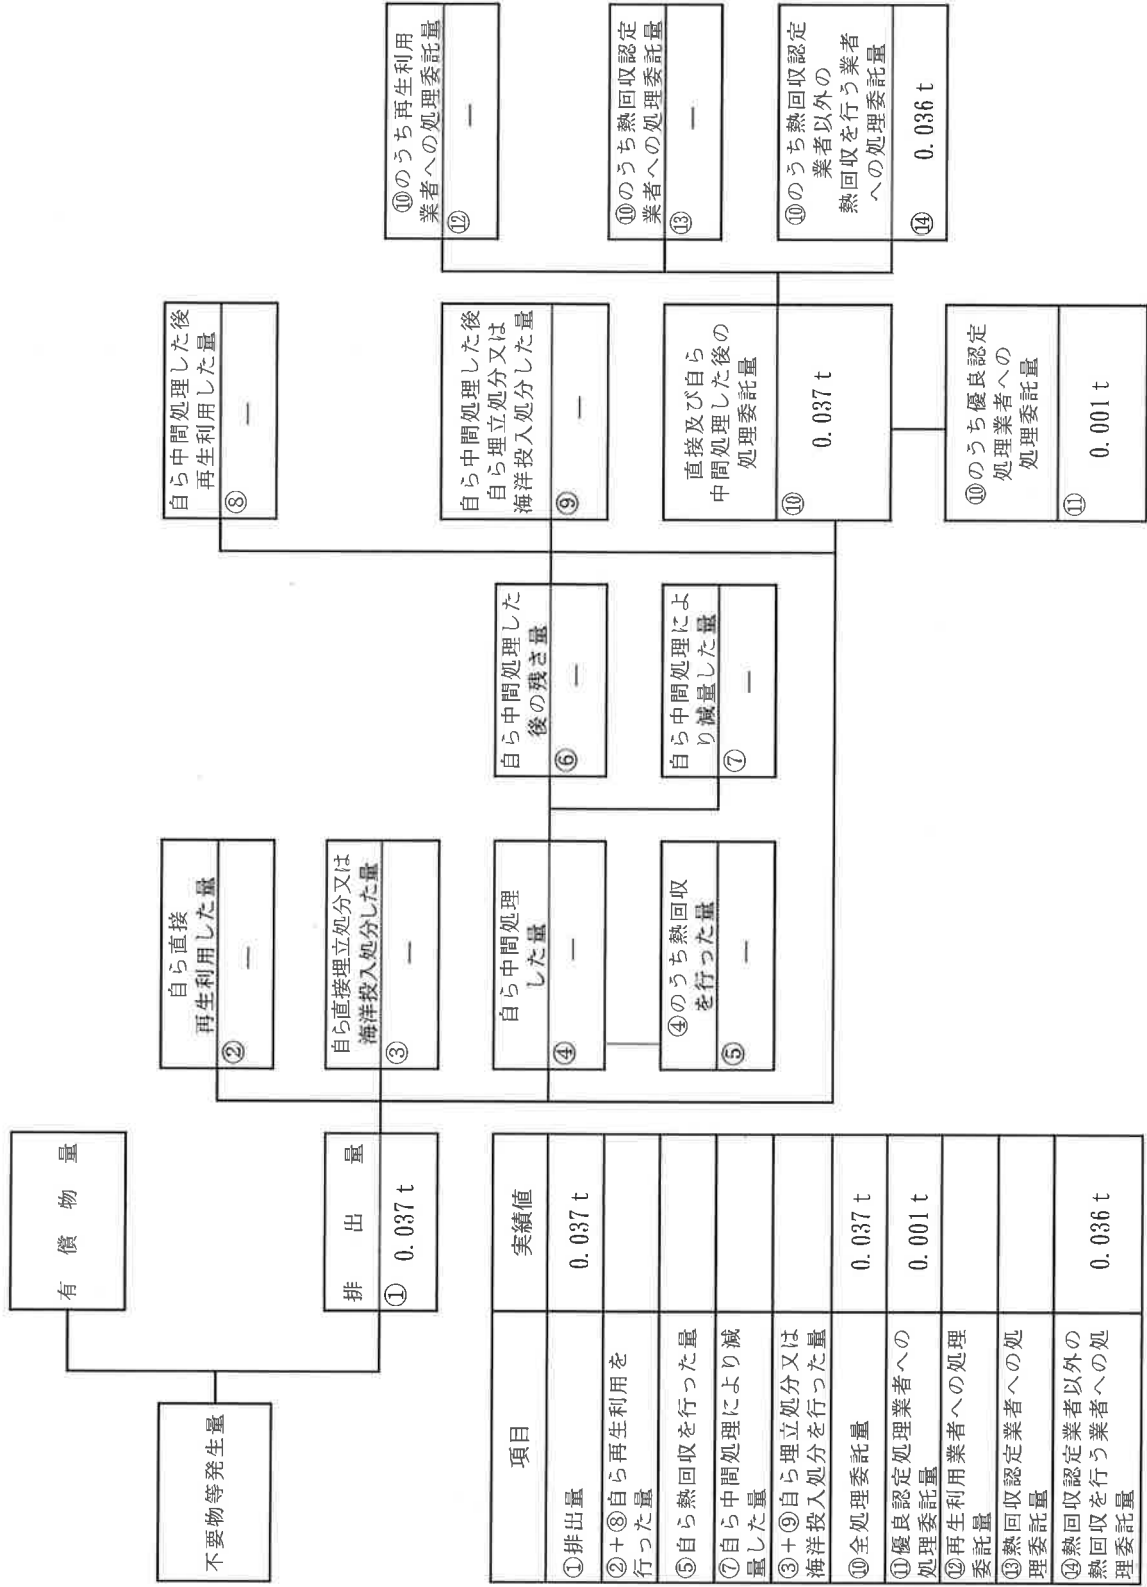 不要物等発生量
有償物量
排出量
① 0.037t
自ら直接
再生利用した量
②
―
自ら直接埋立処分又は
海洋投入処分した量
③
―
自ら中間処理
した量
④
―
④のうち熱回収
を行った量
⑤
―
自ら中間処理した
後の残さ量
⑥
―
自ら中間処理によ
り減量した量
⑦
―
自ら中間処理した後
再生利用した量
⑧
―
自ら中間処理した後
自ら埋立処分又は
海洋投入処分した量
⑨
―
直接及び自ら
中間処理した後の
処理委託量
⑩
0.037t
⑩のうち優良認定
処理業者への
処理委託量
⑪
0.001t
⑩のうち再生利用
業者への処理委託量
⑫
―
⑩のうち熱回収認定
業者への処理委託量
⑬
―
⑩のうち熱回収認定
業者以外の
熱回収を行う業者
への処理委託量
⑭ 0.036t
項目 実績値
①排出量 0.037t
②+⑧自ら再生利用を
行った量
⑤自ら熱回収を行った量
⑦自ら中間処理により減
量した量
③+⑨自ら埋立処分又は
海洋投入処分を行った量
⑩全処理委託量 0.037t
⑪優良認定処理業者への
処理委託量 0.001t
⑫再生利用業者への処理
委託量
⑬熱回収認定業者への処
理委託量
⑭熱回収認定業者以外の
熱回収を行う業者への処
理委託量 0.036t